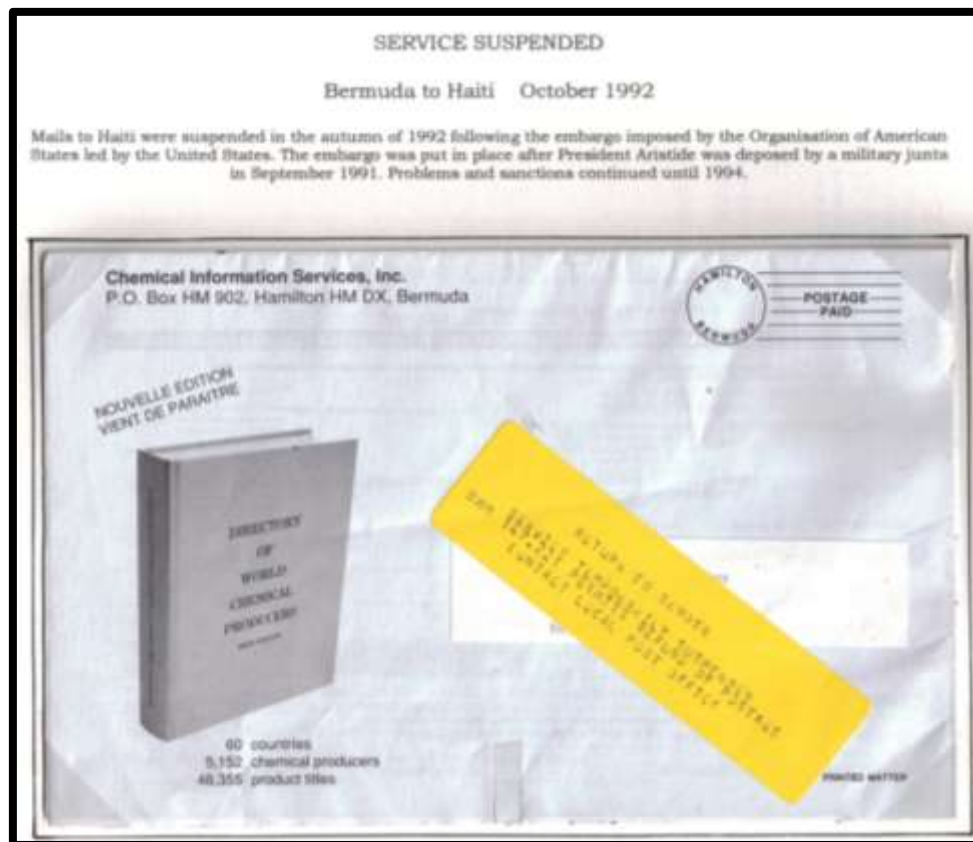 SERVICE SUSPENDED
Bermuda to Haiti October 1992
Mails to Haiti were suspended in the autumn of 1992 following the embargo imposed by the Organisation of American
States led by the United States. The embargo was put in place after President Aristide was deposed by a military junta
in September 1991. Problems and sanctions continued until 1994.
Chemical Information Services, Inc.
P.O. Box HM 902, Hamilton HM DX, Bermuda
HAMILTON
BERMUDA
POSTAGE
PAID
NOUVELLE EDITION
VIENT DE PARAITRE
DIRECTORY
OF
WORLD
CHEMICAL
PRODUCERS
RETURN TO SENDER
SERVICE TEMPORARILY SUSPENDED
REFUND OF POSTAGE
CONTACT LOCAL POST OFFICE
60 countries
5,152 chemical producers
48,355 product titles
PRINTED MATTER